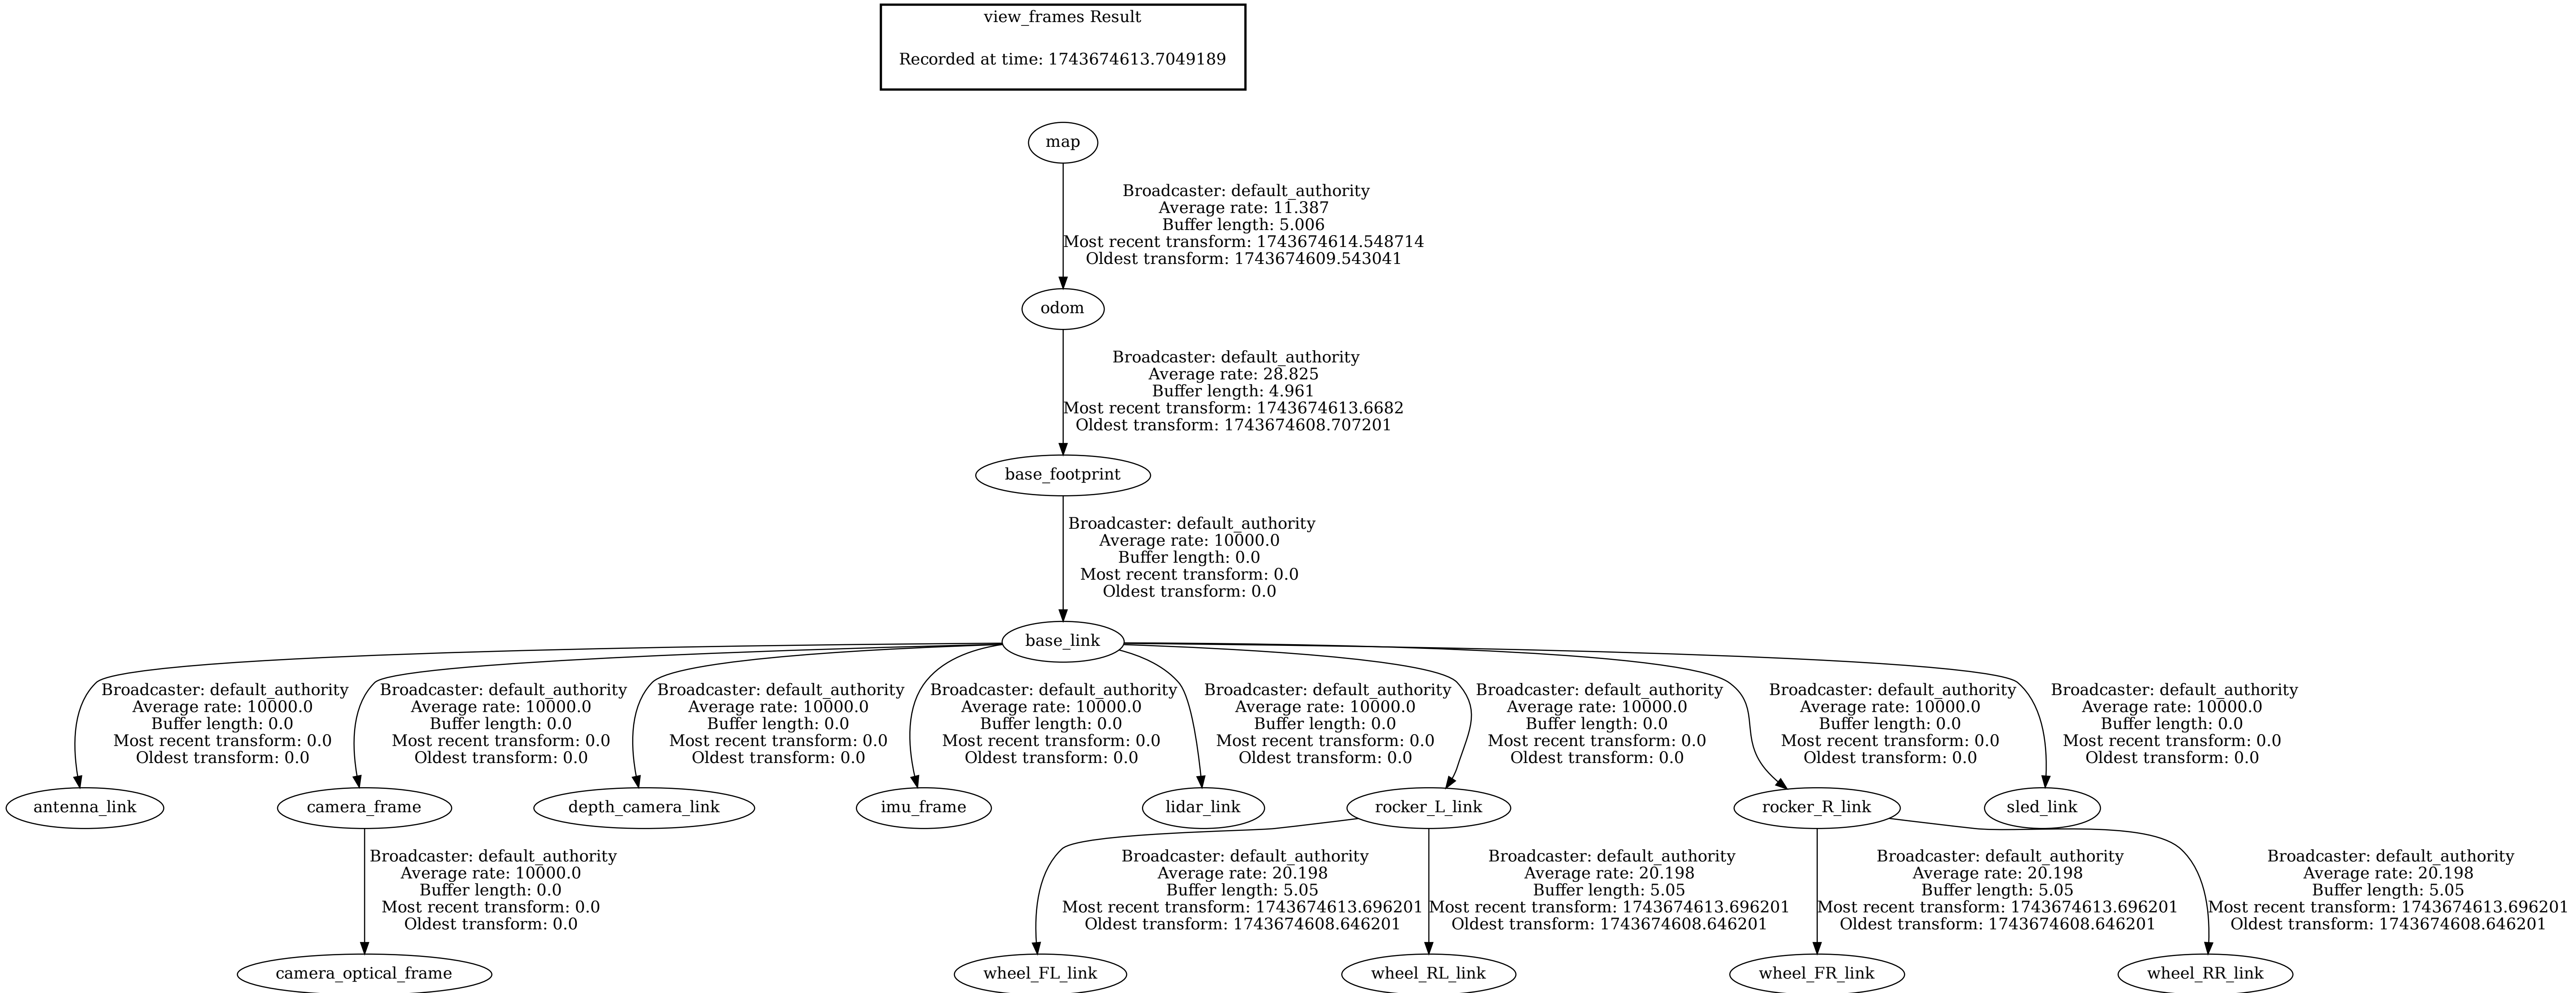 view_frames Result
Recorded at time: 1743674613.7049189
map
Broadcaster: default_authority
Average rate: 11.387
Buffer length: 5.006
Most recent transform: 1743674614.548714
Oldest transform: 1743674609.543041
odom
Broadcaster: default_authority
Average rate: 28.825
Buffer length: 4.961
Most recent transform: 1743674613.6682
Oldest transform: 1743674608.707201
base_footprint
Broadcaster: default_authority
Average rate: 10000.0
Buffer length: 0.0
Most recent transform: 0.0
Oldest transform: 0.0
base_link
Broadcaster: default_authority
Average rate: 10000.0
Buffer length: 0.0
Most recent transform: 0.0
Oldest transform: 0.0
Broadcaster: default_authority
Average rate: 10000.0
Buffer length: 0.0
Most recent transform: 0.0
Oldest transform: 0.0
Broadcaster: default_authority
Average rate: 10000.0
Buffer length: 0.0
Most recent transform: 0.0
Oldest transform: 0.0
Broadcaster: default_authority
Average rate: 10000.0
Buffer length: 0.0
Most recent transform: 0.0
Oldest transform: 0.0
Broadcaster: default_authority
Average rate: 10000.0
Buffer length: 0.0
Most recent transform: 0.0
Oldest transform: 0.0
Broadcaster: default_authority
Average rate: 10000.0
Buffer length: 0.0
Most recent transform: 0.0
Oldest transform: 0.0
Broadcaster: default_authority
Average rate: 10000.0
Buffer length: 0.0
Most recent transform: 0.0
Oldest transform: 0.0
Broadcaster: default_authority
Average rate: 10000.0
Buffer length: 0.0
Most recent transform: 0.0
Oldest transform: 0.0
antenna_link
camera_frame
depth_camera_link
imu_frame
lidar_link
rocker_L_link
rocker_R_link
sled_link
Broadcaster: default_authority
Average rate: 10000.0
Buffer length: 0.0
Most recent transform: 0.0
Oldest transform: 0.0
Broadcaster: default_authority
Average rate: 20.198
Buffer length: 5.05
Most recent transform: 1743674613.696201
Oldest transform: 1743674608.646201
Broadcaster: default_authority
Average rate: 20.198
Buffer length: 5.05
Most recent transform: 1743674613.696201
Oldest transform: 1743674608.646201
Broadcaster: default_authority
Average rate: 20.198
Buffer length: 5.05
Most recent transform: 1743674613.696201
Oldest transform: 1743674608.646201
Broadcaster: default_authority
Average rate: 20.198
Buffer length: 5.05
Most recent transform: 1743674613.696201
Oldest transform: 1743674608.646201
camera_optical_frame
wheel_FL_link
wheel_RL_link
wheel_FR_link
wheel_RR_link